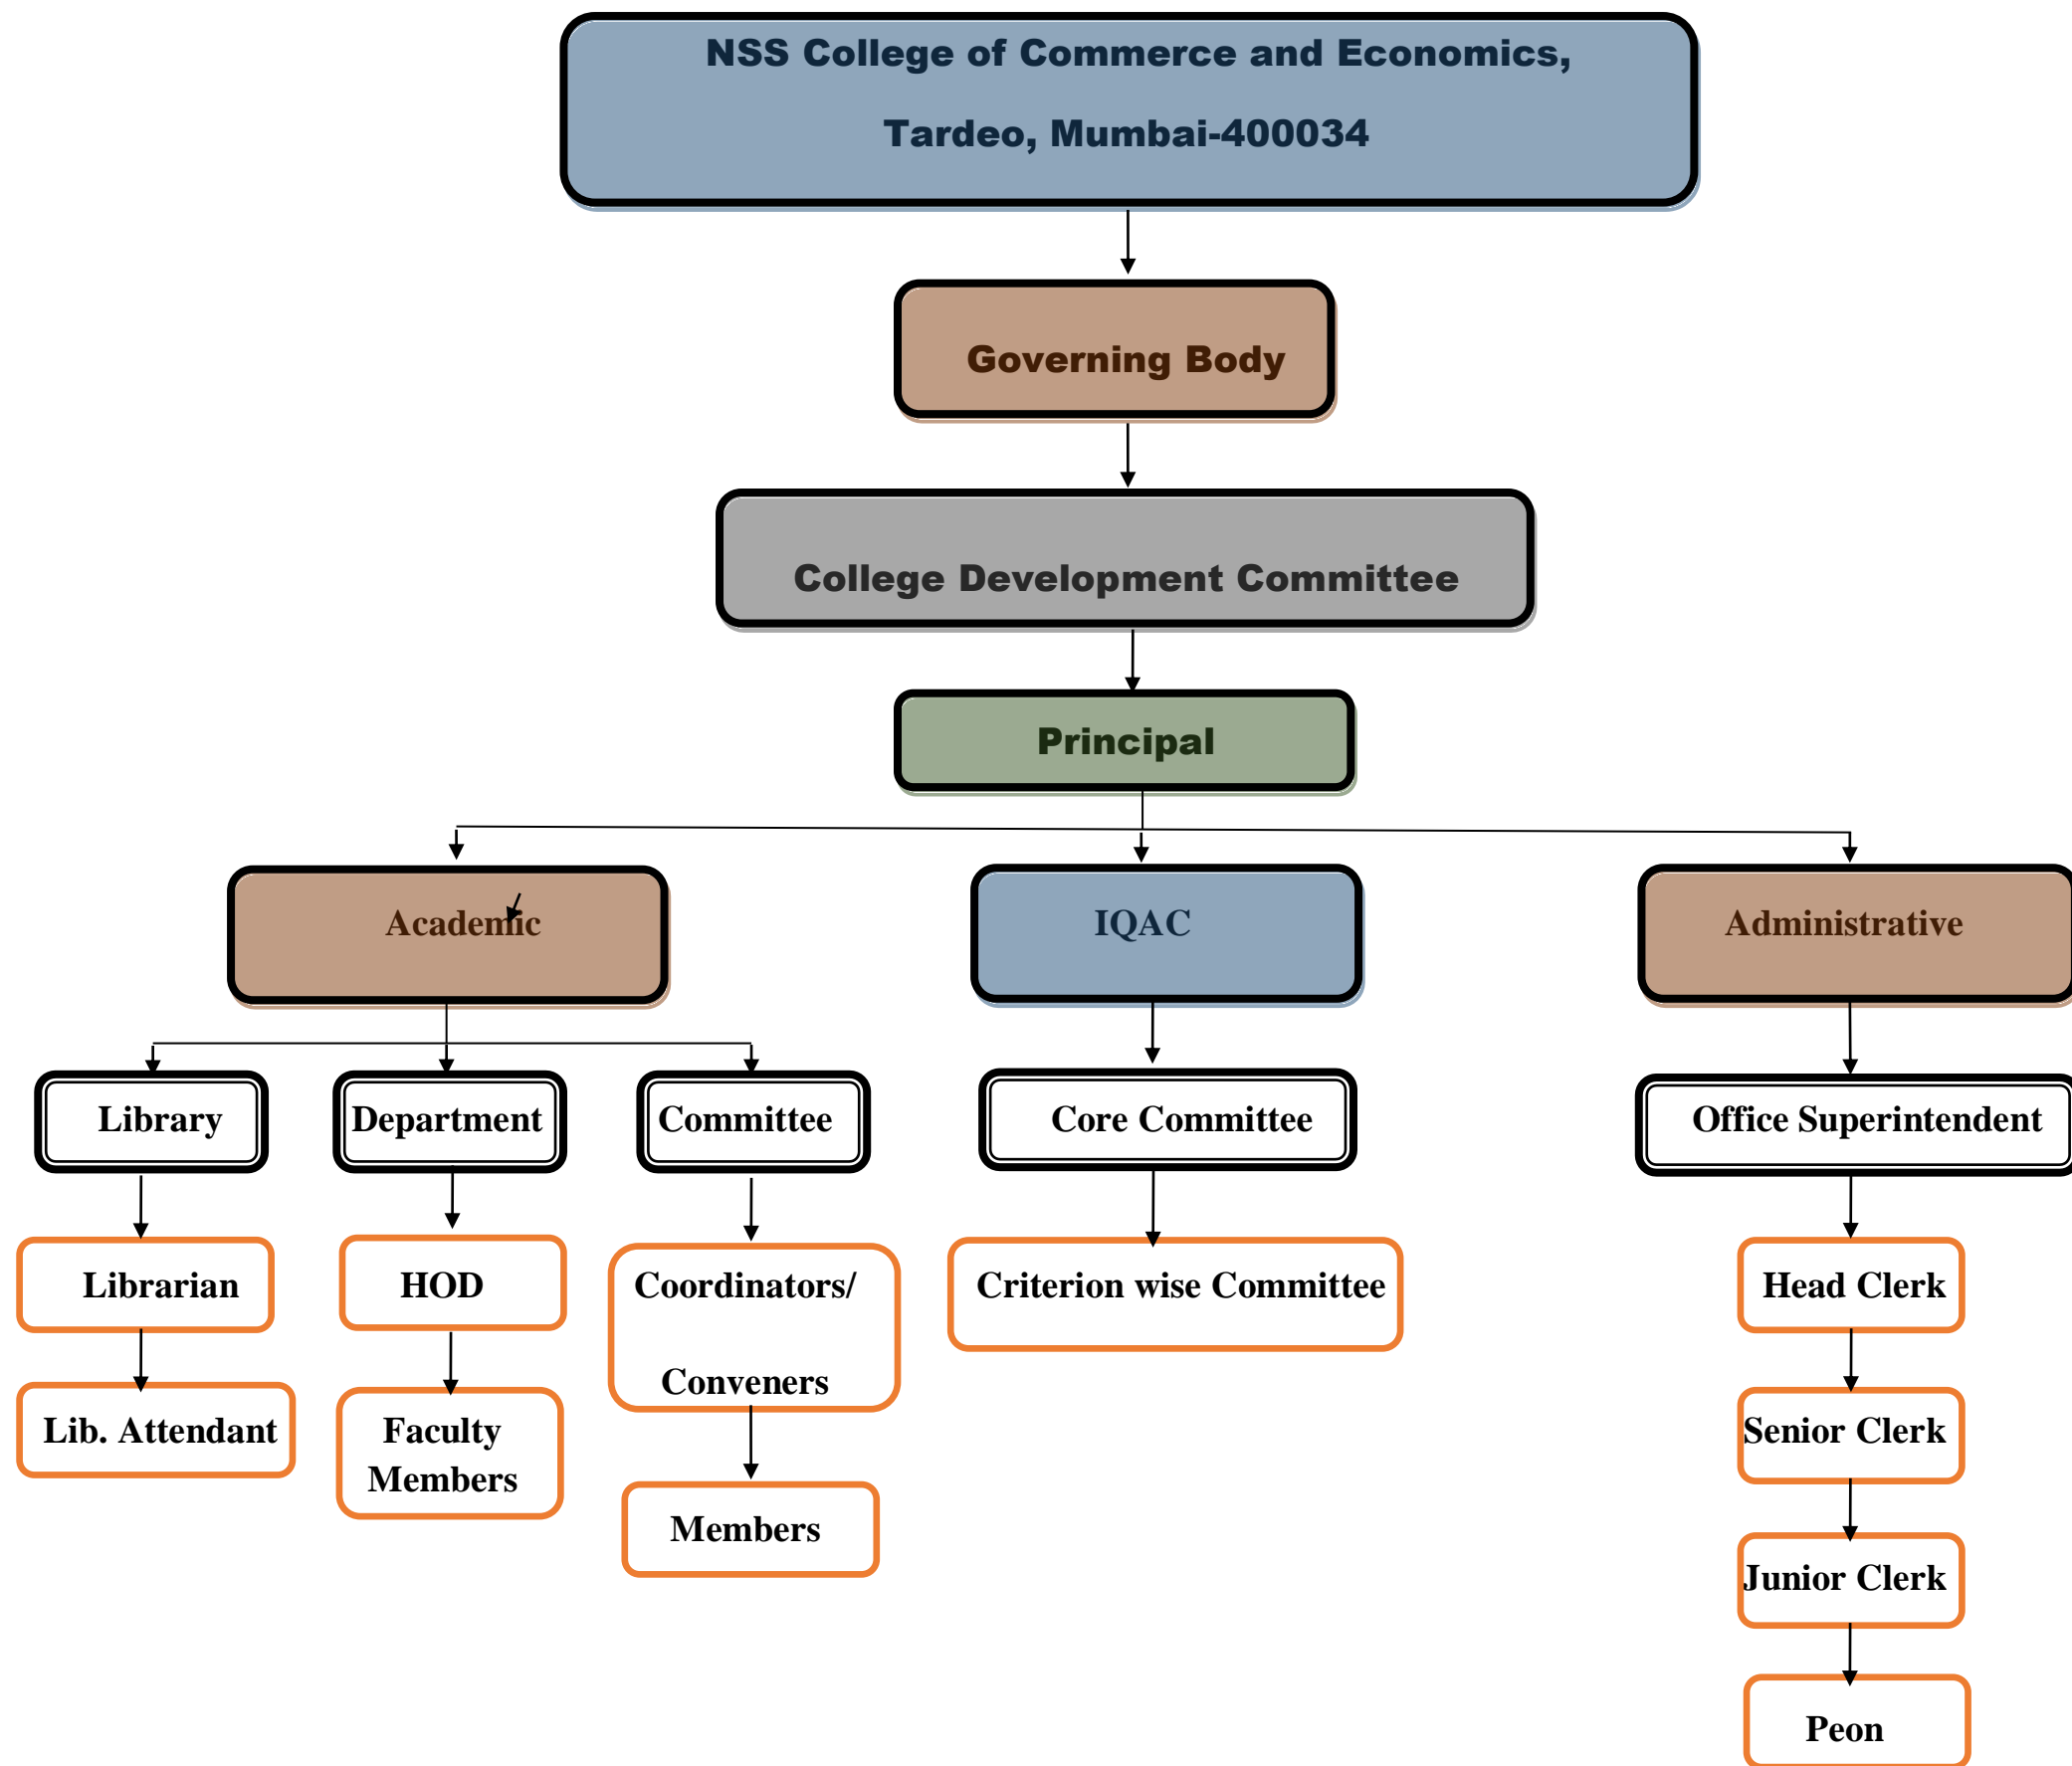 NSS College of Commerce and Economics,
Tardeo, Mumbai-400034
Governing Body
College Development Committee
Principal
Academic
IQAC
Administrative
Library
Department
Committee
Core Committee
Office Superintendent
Librarian
HOD
Coordinators/
Conveners
Criterion wise Committee
Head Clerk
Lib. Attendant
Faculty
Members
Members
Senior Clerk
Junior Clerk
Peon